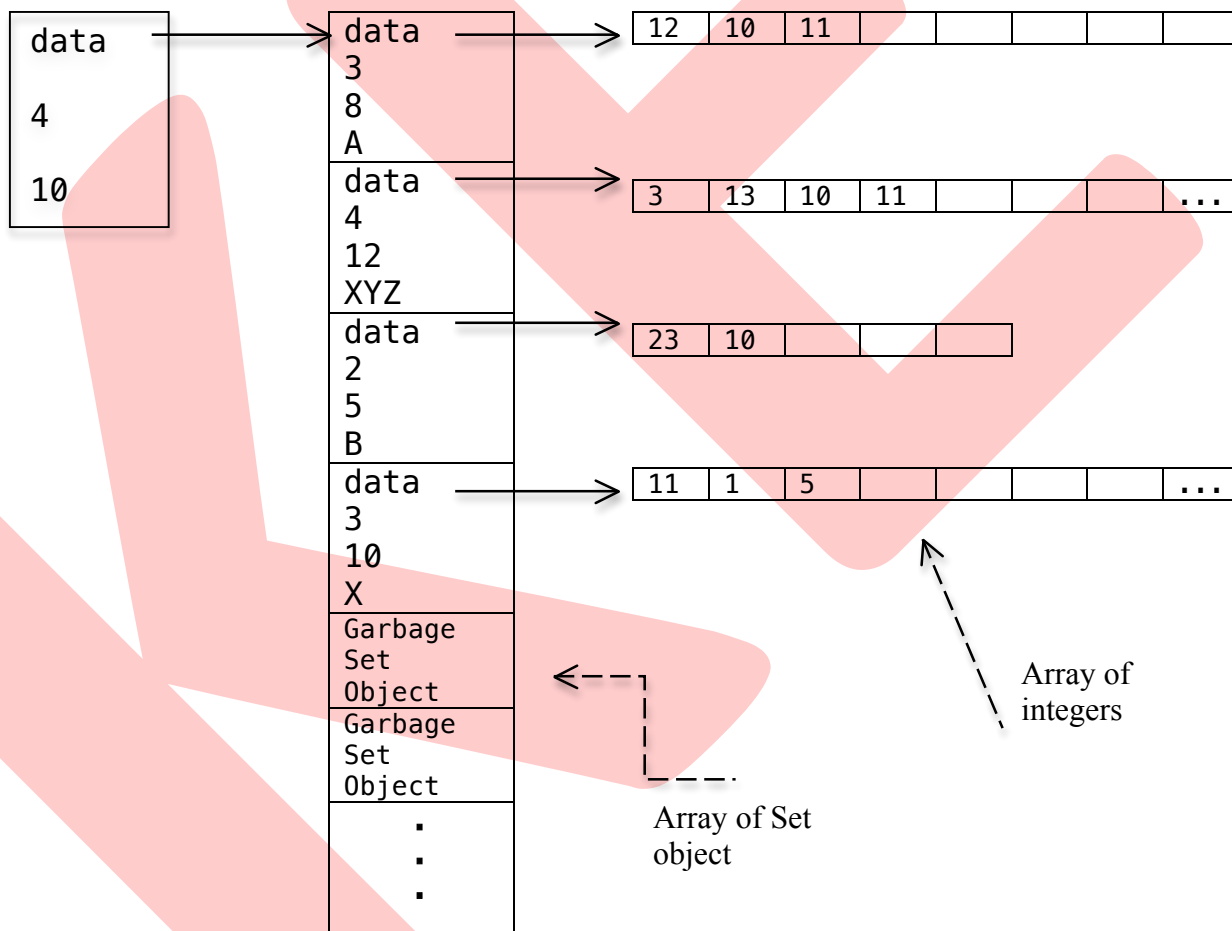 data
4
10
data
3
8
A
12 10 11
data
4
12
XYZ
3 13 10 11 ...
data
2
5
B
23 10
data
3
10
X
11 1 5 ...
Garbage
Set
Object
Garbage
Set
Object
.
.
.
Array of
integers
Array of Set
object